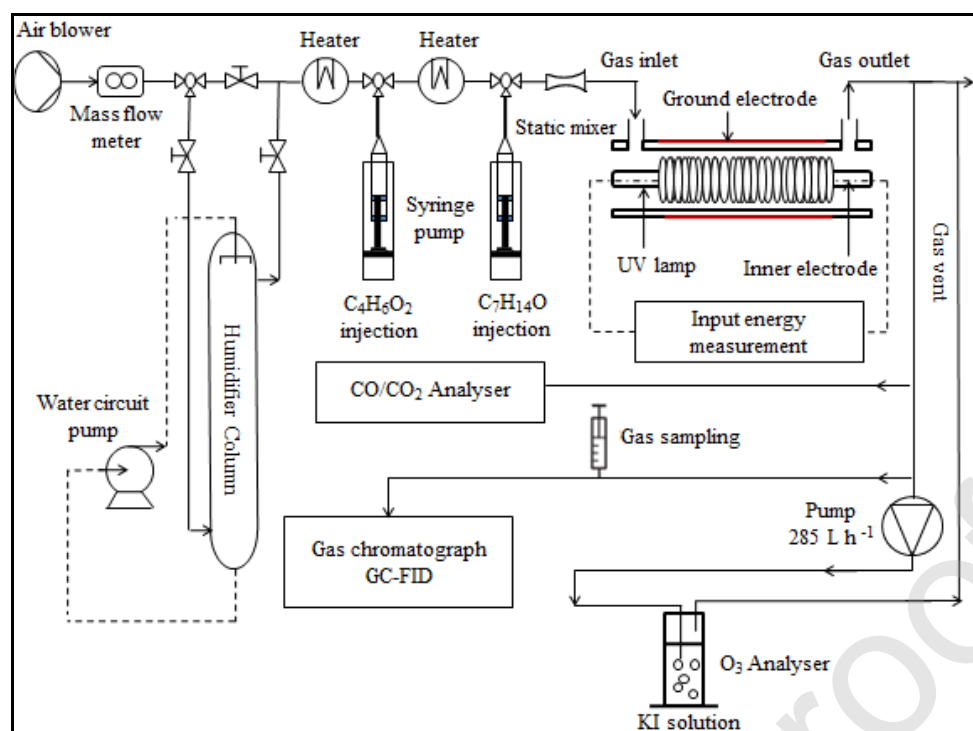 Air blower
Heater
Heater
Gas inlet
Gas outlet
Mass flow
meter
Static mixer
Ground electrode
Syringe
pump
UV lamp
Inner electrode
Gas vent
C₄H₆O₂
injection
C₇H₁₄O
injection
Input energy
measurement
Humidifier Column
CO/CO₂ Analyser
Water circuit
pump
Gas sampling
Pump
285 L h⁻¹
Gas chromatograph
GC-FID
O₃ Analyser
KI solution
roof